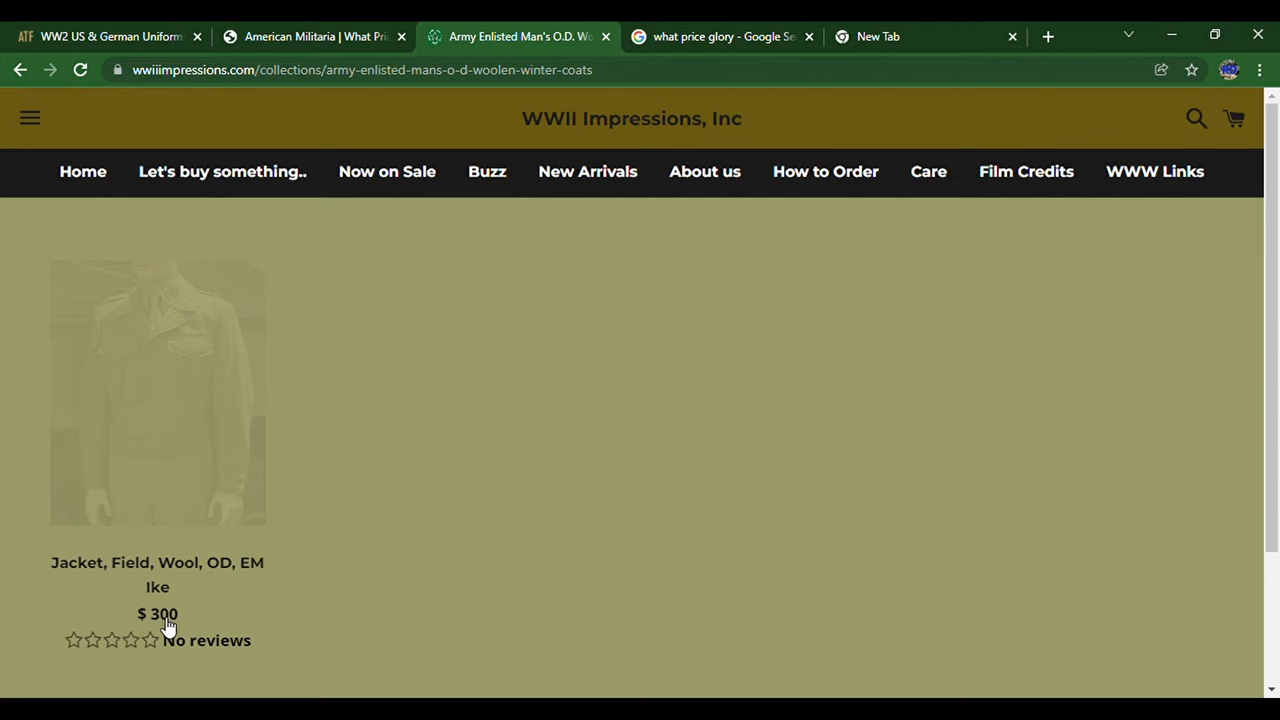 WW2 US & German Uniform
American Militaria | What Pric
Army Enlisted Man's O.D. Wo
what price glory - Google Se
New Tab
wwiiimpressions.com/collections/army-enlisted-mans-o-d-woolen-winter-coats
WWII Impressions, Inc
Home Let's buy something.. Now on Sale Buzz New Arrivals About us How to Order Care Film Credits WWW Links
Jacket, Field, Wool, OD, EM
Ike
$ 300
No reviews